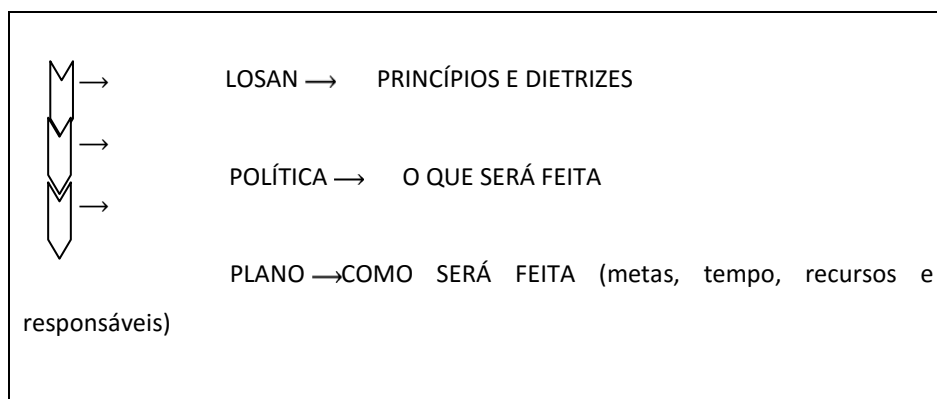 LOSAN → PRINCÍPIOS E DIETRIZES
POLÍTICA → O QUE SERÁ FEITA
PLANO →COMO SERÁ FEITA (metas, tempo, recursos e
responsáveis)